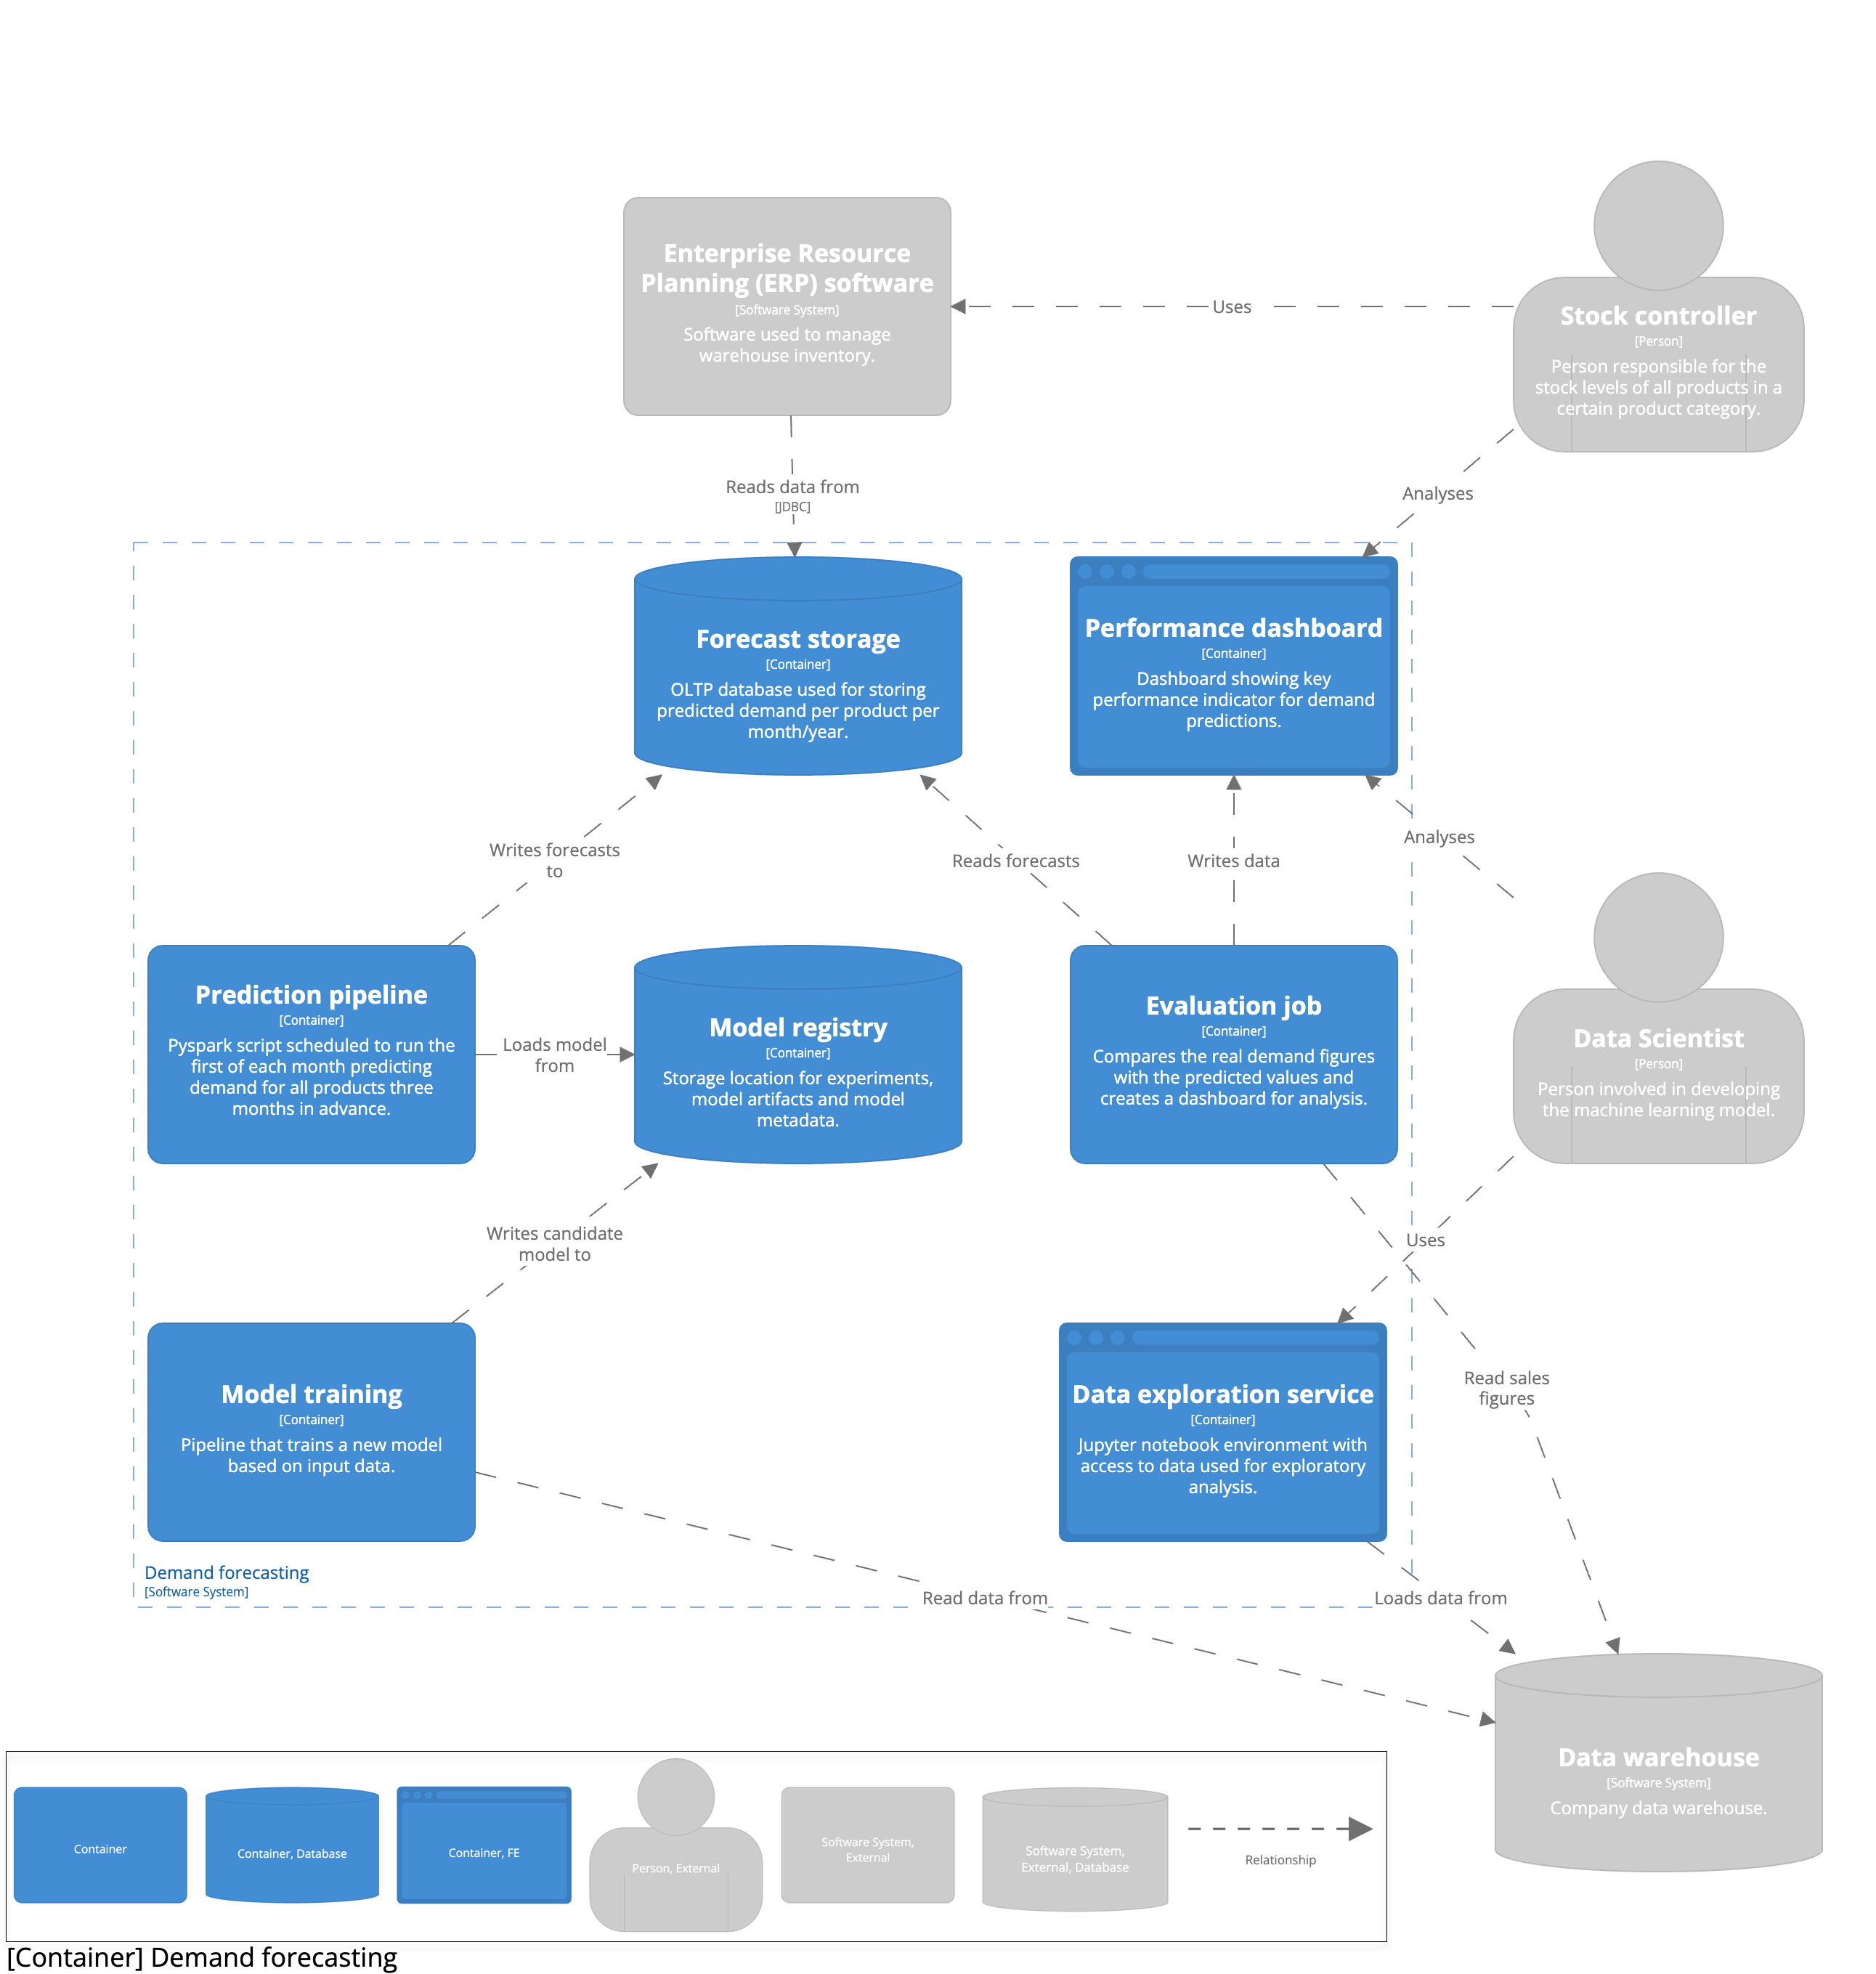 Enterprise Resource
Planning (ERP) software
[Software System]
Software used to manage
warehouse inventory.
Uses
Stock controller
[Person]
Person responsible for the
stock levels of all products in a
certain product category.
Reads data from
[JDBC]
Analyses
Forecast storage
[Container]
OLTP database used for storing
predicted demand per product per
month/year.
Performance dashboard
[Container]
Dashboard showing key
performance indicator for demand
predictions.
Writes forecasts
to
Reads forecasts
Writes data
Analyses
Prediction pipeline
[Container]
Pyspark script scheduled to run the
first of each month predicting
demand for all products three
months in advance.
Loads model
from
Model registry
[Container]
Storage location for experiments,
model artifacts and model
metadata.
Evaluation job
[Container]
Compares the real demand figures
with the predicted values and
creates a dashboard for analysis.
Data Scientist
[Person]
Person involved in developing
the machine learning model.
Writes candidate
model to
Uses
Model training
[Container]
Pipeline that trains a new model
based on input data.
Data exploration service
[Container]
Jupyter notebook environment with
access to data used for exploratory
analysis.
Read sales
figures
Demand forecasting
[Software System]
Read data from
Loads data from
Data warehouse
[Software System]
Company data warehouse.
Container
Container, Database
Container, FE
Person, External
Software System,
External
Software System,
External, Database
Relationship
[Container] Demand forecasting